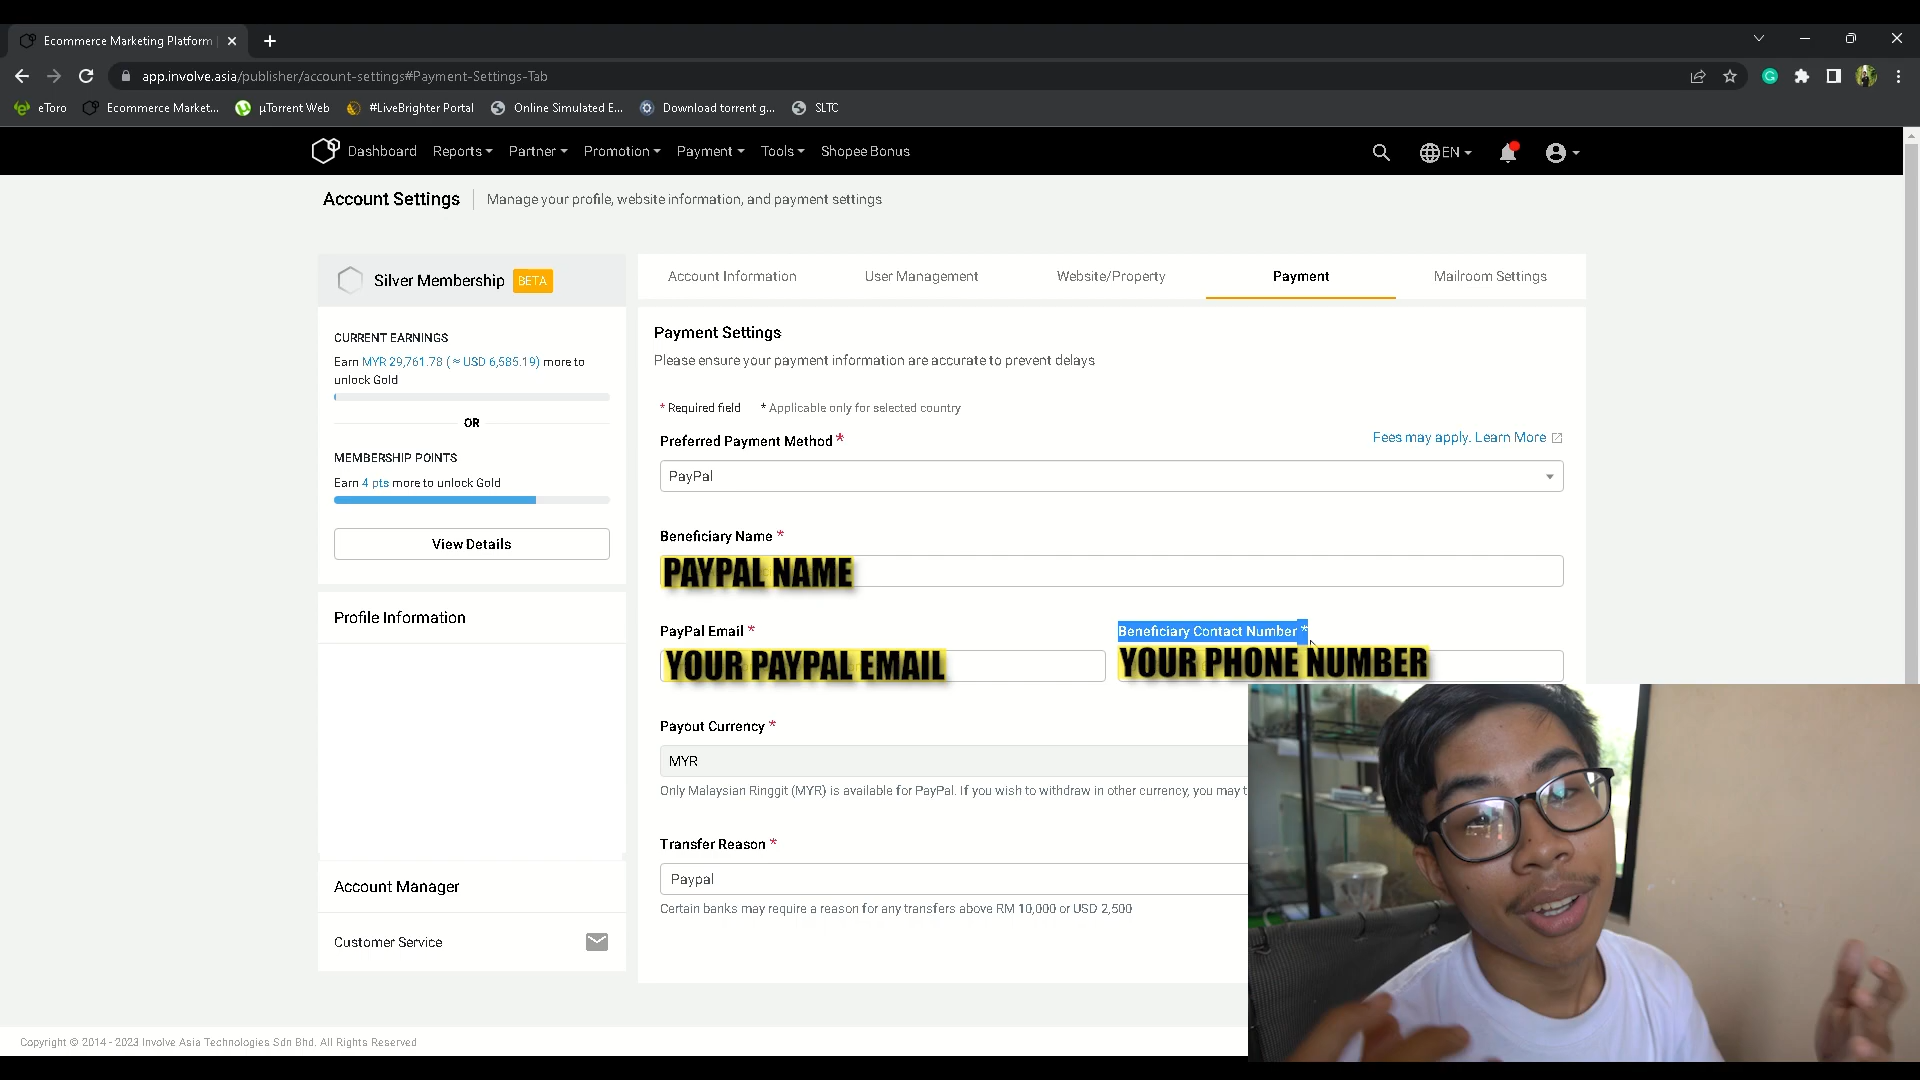 Ecommerce Marketing Platform
app.involve.asia/publisher/account-settings#Payment-Settings-Tab
eToro
Ecommerce Market...
µTorrent Web
#LiveBrighter Portal
Online Simulated E...
Download torrent g...
SLTC
Dashboard
Reports
Partner
Promotion
Payment
Tools
Shopee Bonus
EN
Account Settings
Manage your profile, website information, and payment settings
Silver Membership
BETA
CURRENT EARNINGS
Earn MYR 29,761.78 ( ≈ USD 6,585.19) more to
unlock Gold
OR
MEMBERSHIP POINTS
Earn 4 pts more to unlock Gold
View Details
Profile Information
Account Manager
Customer Service
Account Information
User Management
Website/Property
Payment
Mailroom Settings
Payment Settings
Please ensure your payment information are accurate to prevent delays
* Required field
* Applicable only for selected country
Preferred Payment Method *
Fees may apply. Learn More
PayPal
Beneficiary Name *
PAYPAL NAME
PayPal Email *
Beneficiary Contact Number *
YOUR PAYPAL EMAIL
YOUR PHONE NUMBER
Payout Currency *
MYR
Only Malaysian Ringgit (MYR) is available for PayPal. If you wish to withdraw in other currency, you may t
Transfer Reason *
Paypal
Certain banks may require a reason for any transfers above RM 10,000 or USD 2,500
Copyright © 2014 - 2023 Involve Asia Technologies Sdn Bhd. All Rights Reserved